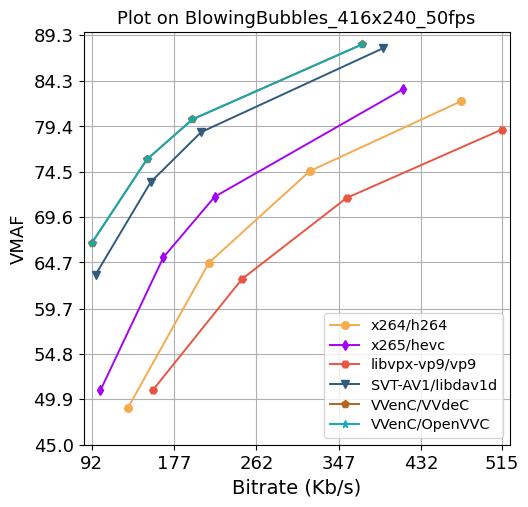 Plot on BlowingBubbles_416x240_50fps
VMAF
89.3
84.3
79.4
74.5
69.6
64.7
59.7
54.8
49.9
45.0
x264/h264
x265/hevc
libvpx-vp9/vp9
SVT-AV1/libdav1d
VVenC/VVdeC
VVenC/OpenVVC
92 177 262 347 432 515
Bitrate (Kb/s)